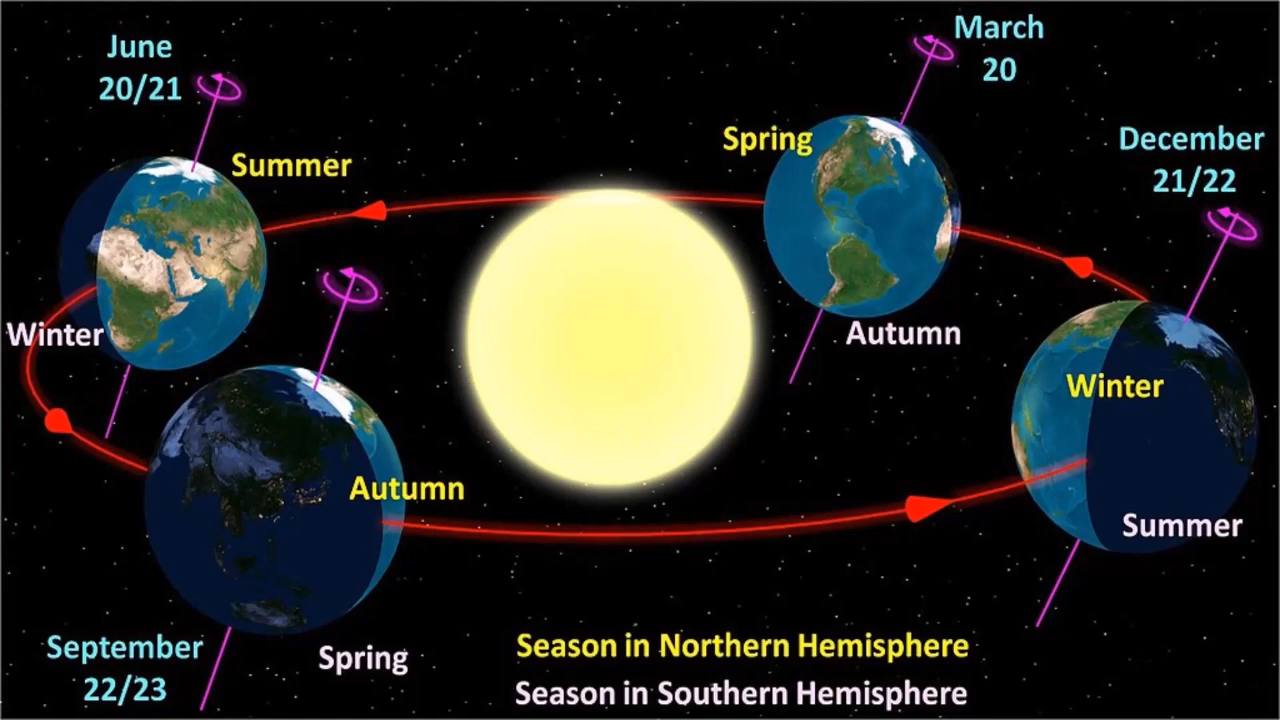 June
20/21
Summer
Winter
March
20
Spring
Autumn
December
21/22
Winter
Summer
Autumn
September
22/23
Spring
Season in Northern Hemisphere
Season in Southern Hemisphere